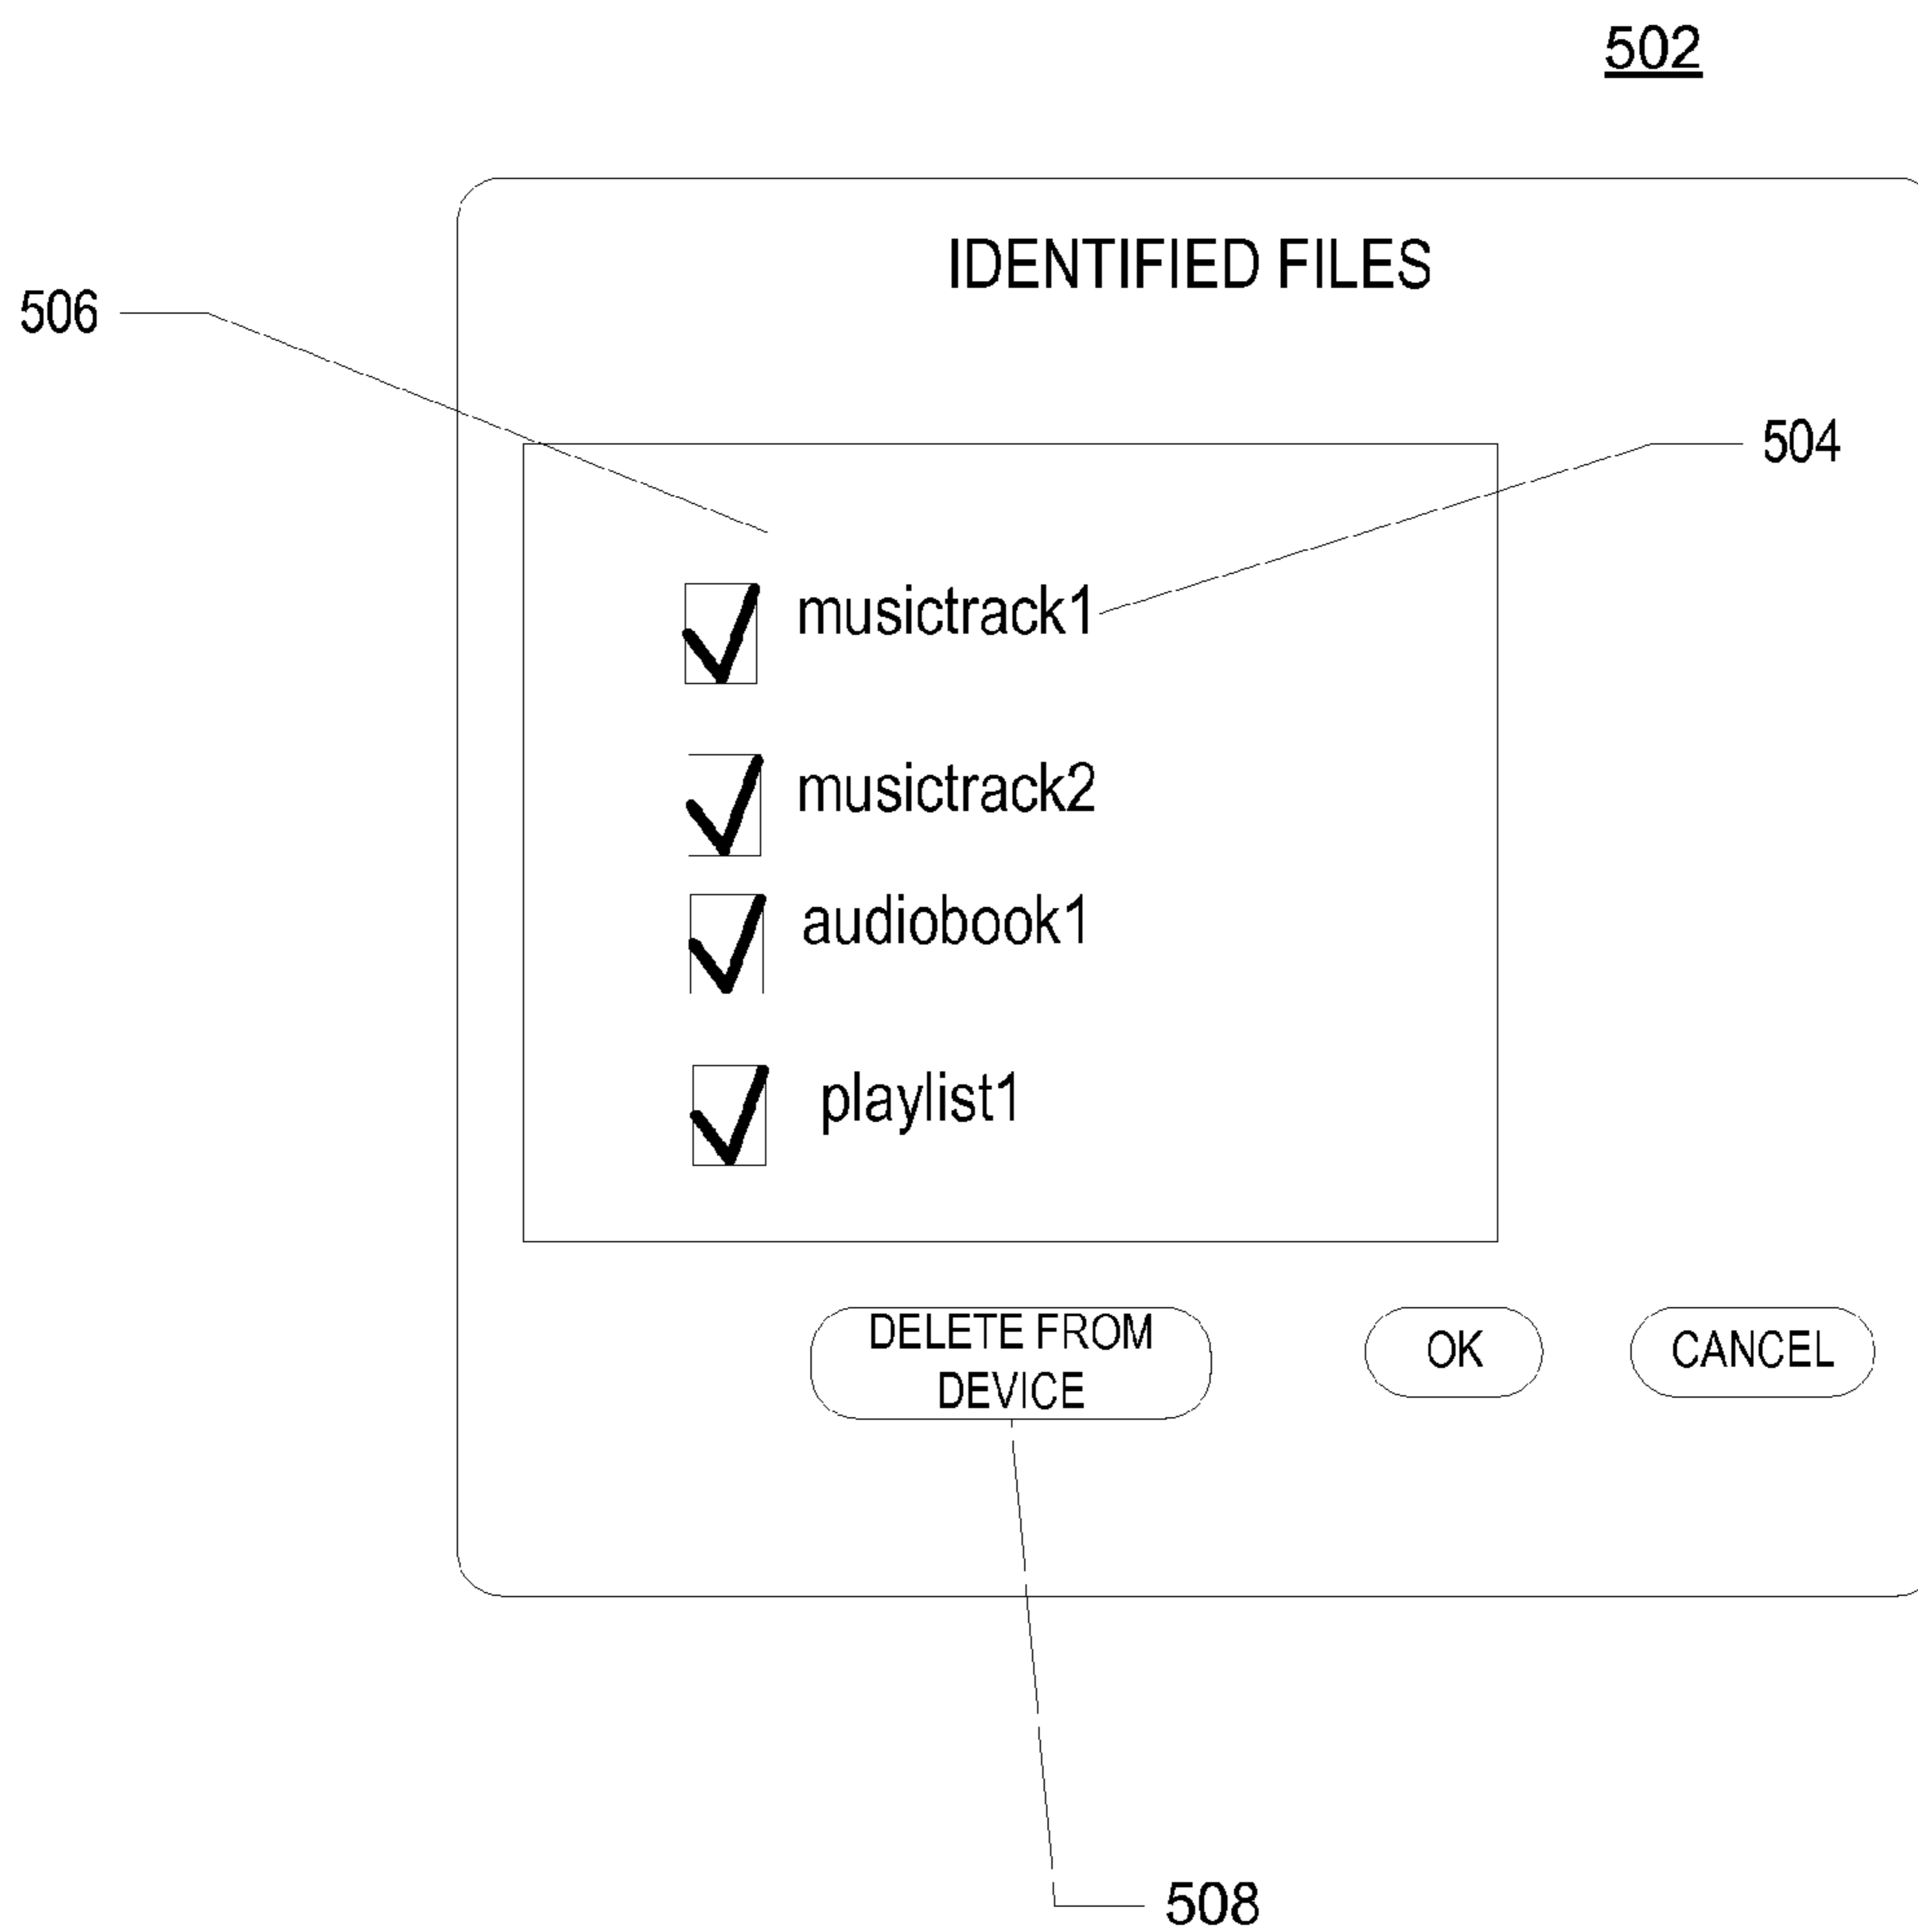 502
IDENTIFIED FILES
506
504
musictrack1
musictrack2
audiobook1
playlist1
DELETE FROM
DEVICE
OK
CANCEL
508